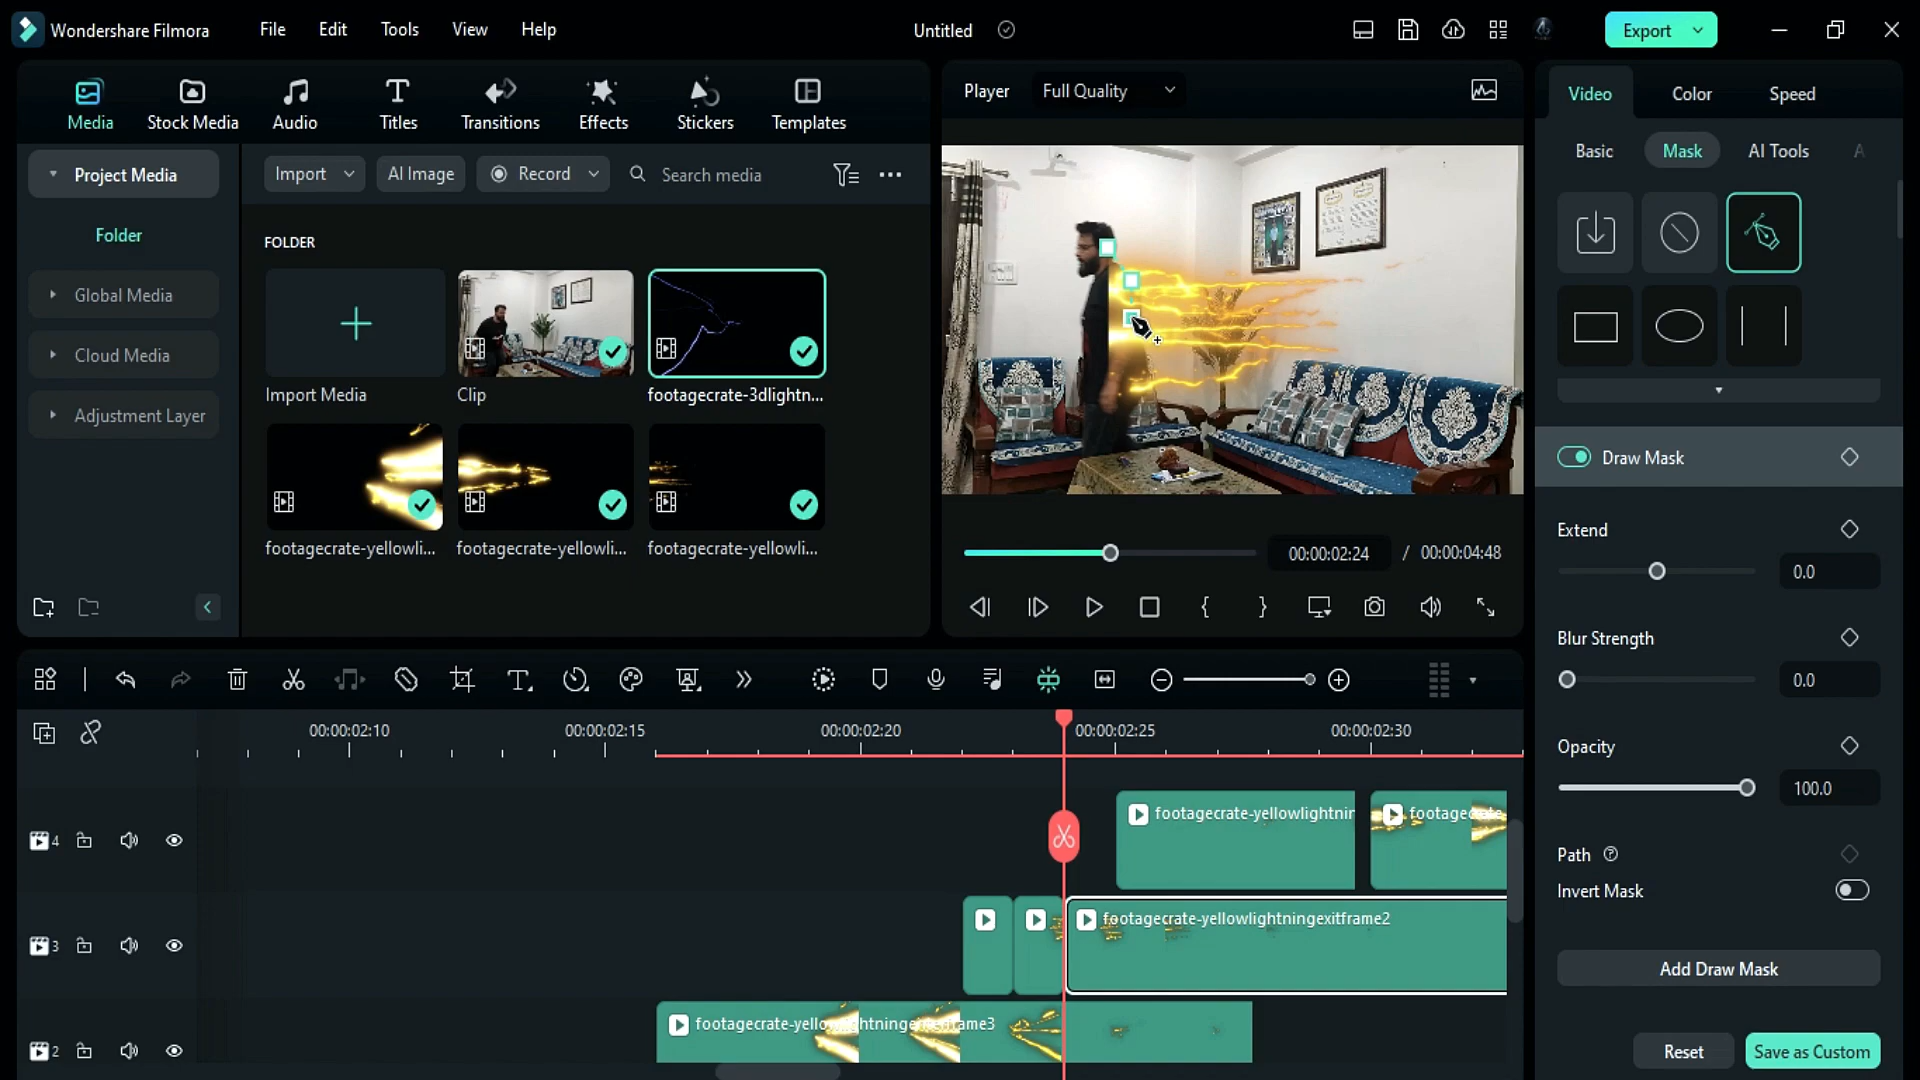 Wondershare Filmora
File
Edit
Tools
View
Help
Untitled
Export
Media
Stock Media
Audio
Titles
Transitions
Effects
Stickers
Templates
Player
Full Quality
Video
Color
Speed
Project Media
Import
AI Image
Record
Search media
Basic
Mask
AI Tools
A
Folder
FOLDER
Global Media
Cloud Media
Adjustment Layer
Import Media
Clip
footagecrate-3dlightn...
footagecrate-yellowli...
footagecrate-yellowli...
footagecrate-yellowli...
00:00:02:24
/
00:00:04:48
Draw Mask
Extend
0.0
Blur Strength
0.0
Opacity
100.0
Path
Invert Mask
Add Draw Mask
Reset
Save as Custom
00:00:02:10
00:00:02:15
00:00:02:20
00:00:02:25
00:00:02:30
4
footagecrate-yellowlightnin
3
footagecrate-yellowlightningexitframe2
2